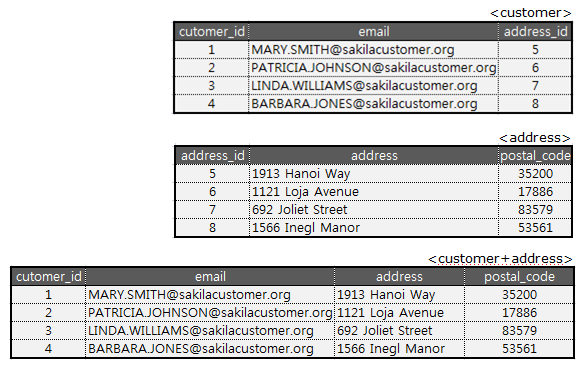 <customer>
cutomer_id email address_id
1 MARY.SMITH@sakilacustomer.org 5
2 PATRICIA.JOHNSON@sakilacustomer.org 6
3 LINDA.WILLIAMS@sakilacustomer.org 7
4 BARBARA.JONES@sakilacustomer.org 8
<address>
address_id address postal_code
5 1913 Hanoi Way 35200
6 1121 Loja Avenue 17886
7 692 Joliet Street 83579
8 1566 Inegl Manor 53561
<customer+address>
cutomer_id email address postal_code
1 MARY.SMITH@sakilacustomer.org 1913 Hanoi Way 35200
2 PATRICIA.JOHNSON@sakilacustomer.org 1121 Loja Avenue 17886
3 LINDA.WILLIAMS@sakilacustomer.org 692 Joliet Street 83579
4 BARBARA.JONES@sakilacustomer.org 1566 Inegl Manor 53561